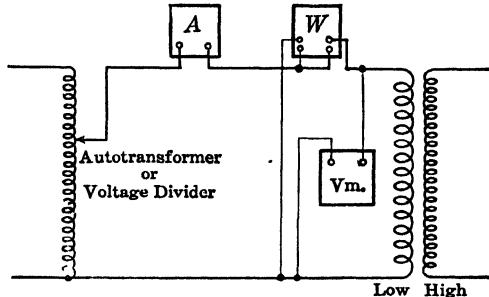 A
W
Autotransformer
or
Voltage Divider
Vm.
Low High